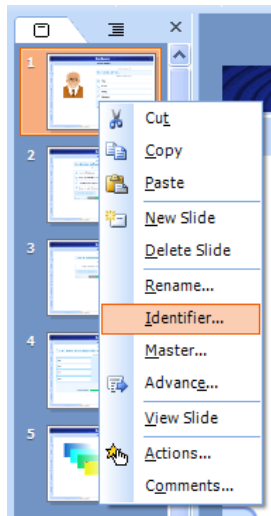 1
2
3
4
5
Cut
Copy
Paste
New Slide
Delete Slide
Rename...
Identifier...
Master...
Advance...
View Slide
Actions...
Comments...